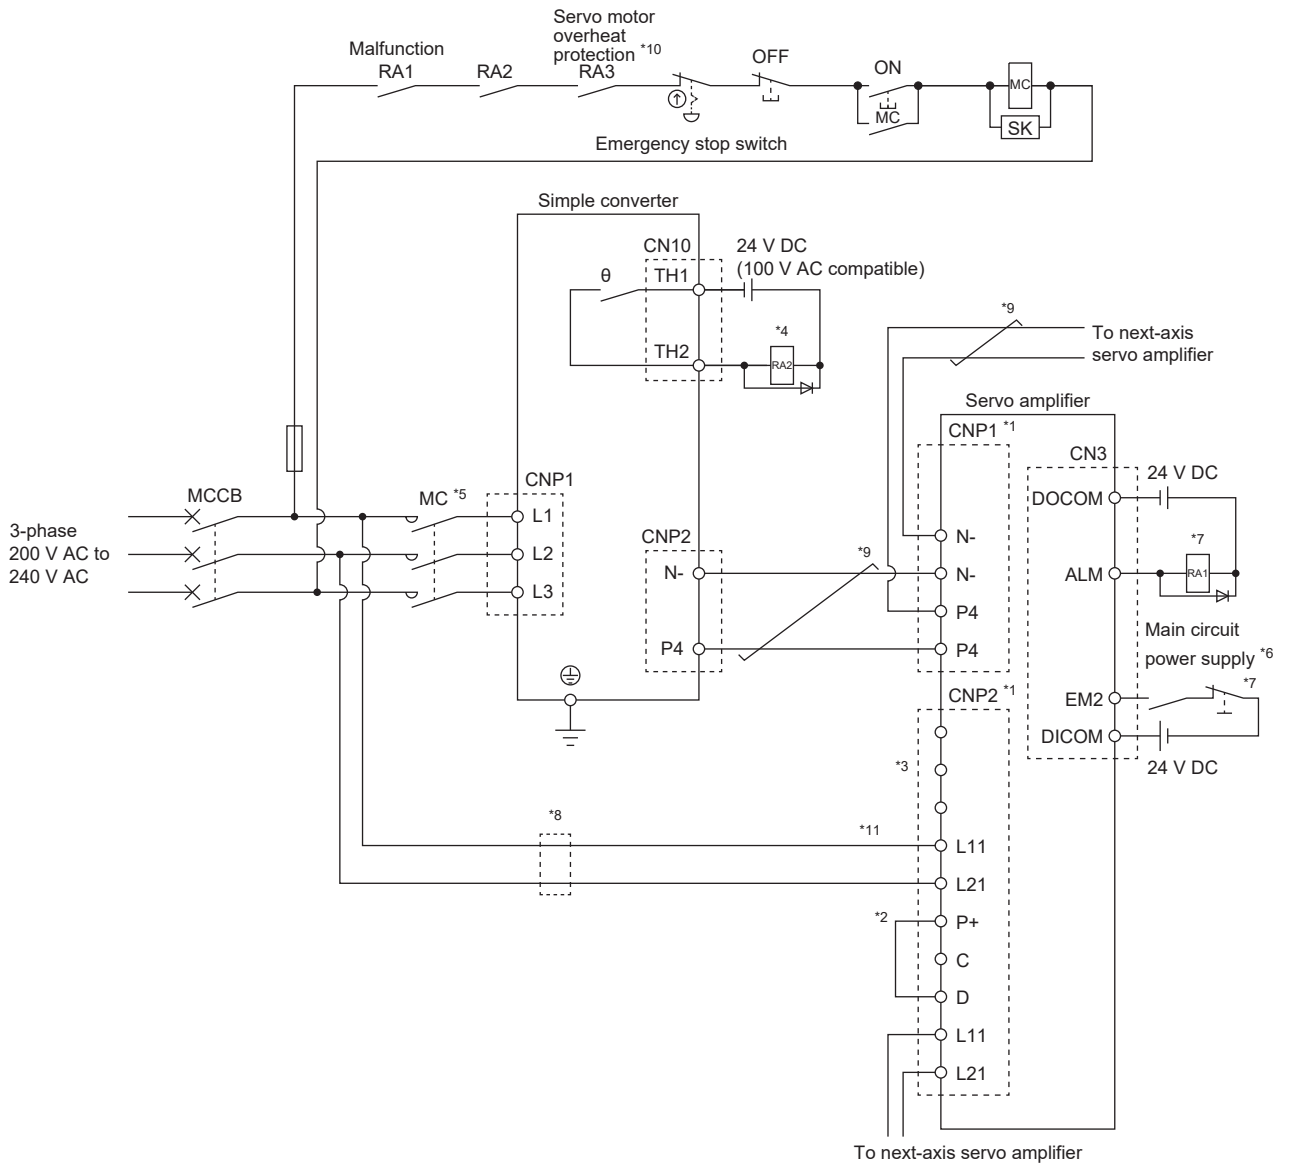 Servo motor
overheat
protection *10
Malfunction
RA1
RA2
RA3
OFF
ON
MC
MC
SK
Emergency stop switch
Simple converter
CN10
24 V DC
(100 V AC compatible)
θ
TH1
*4
TH2
RA2
*9
To next-axis
servo amplifier
Servo amplifier
CNP1 *1
CN3
24 V DC
DOCOM
CNP1
MCCB
MC *5
L1
3-phase
200 V AC to
240 V AC
L2
L3
CNP2
N-
P4
*9
N-
N-
P4
P4
*7
ALM
RA1
Main circuit
power supply *6
*7
EM2
DICOM
24 V DC
CNP2 *1
*3
*8
*11
L11
L21
*2
P+
C
D
L11
L21
To next-axis servo amplifier